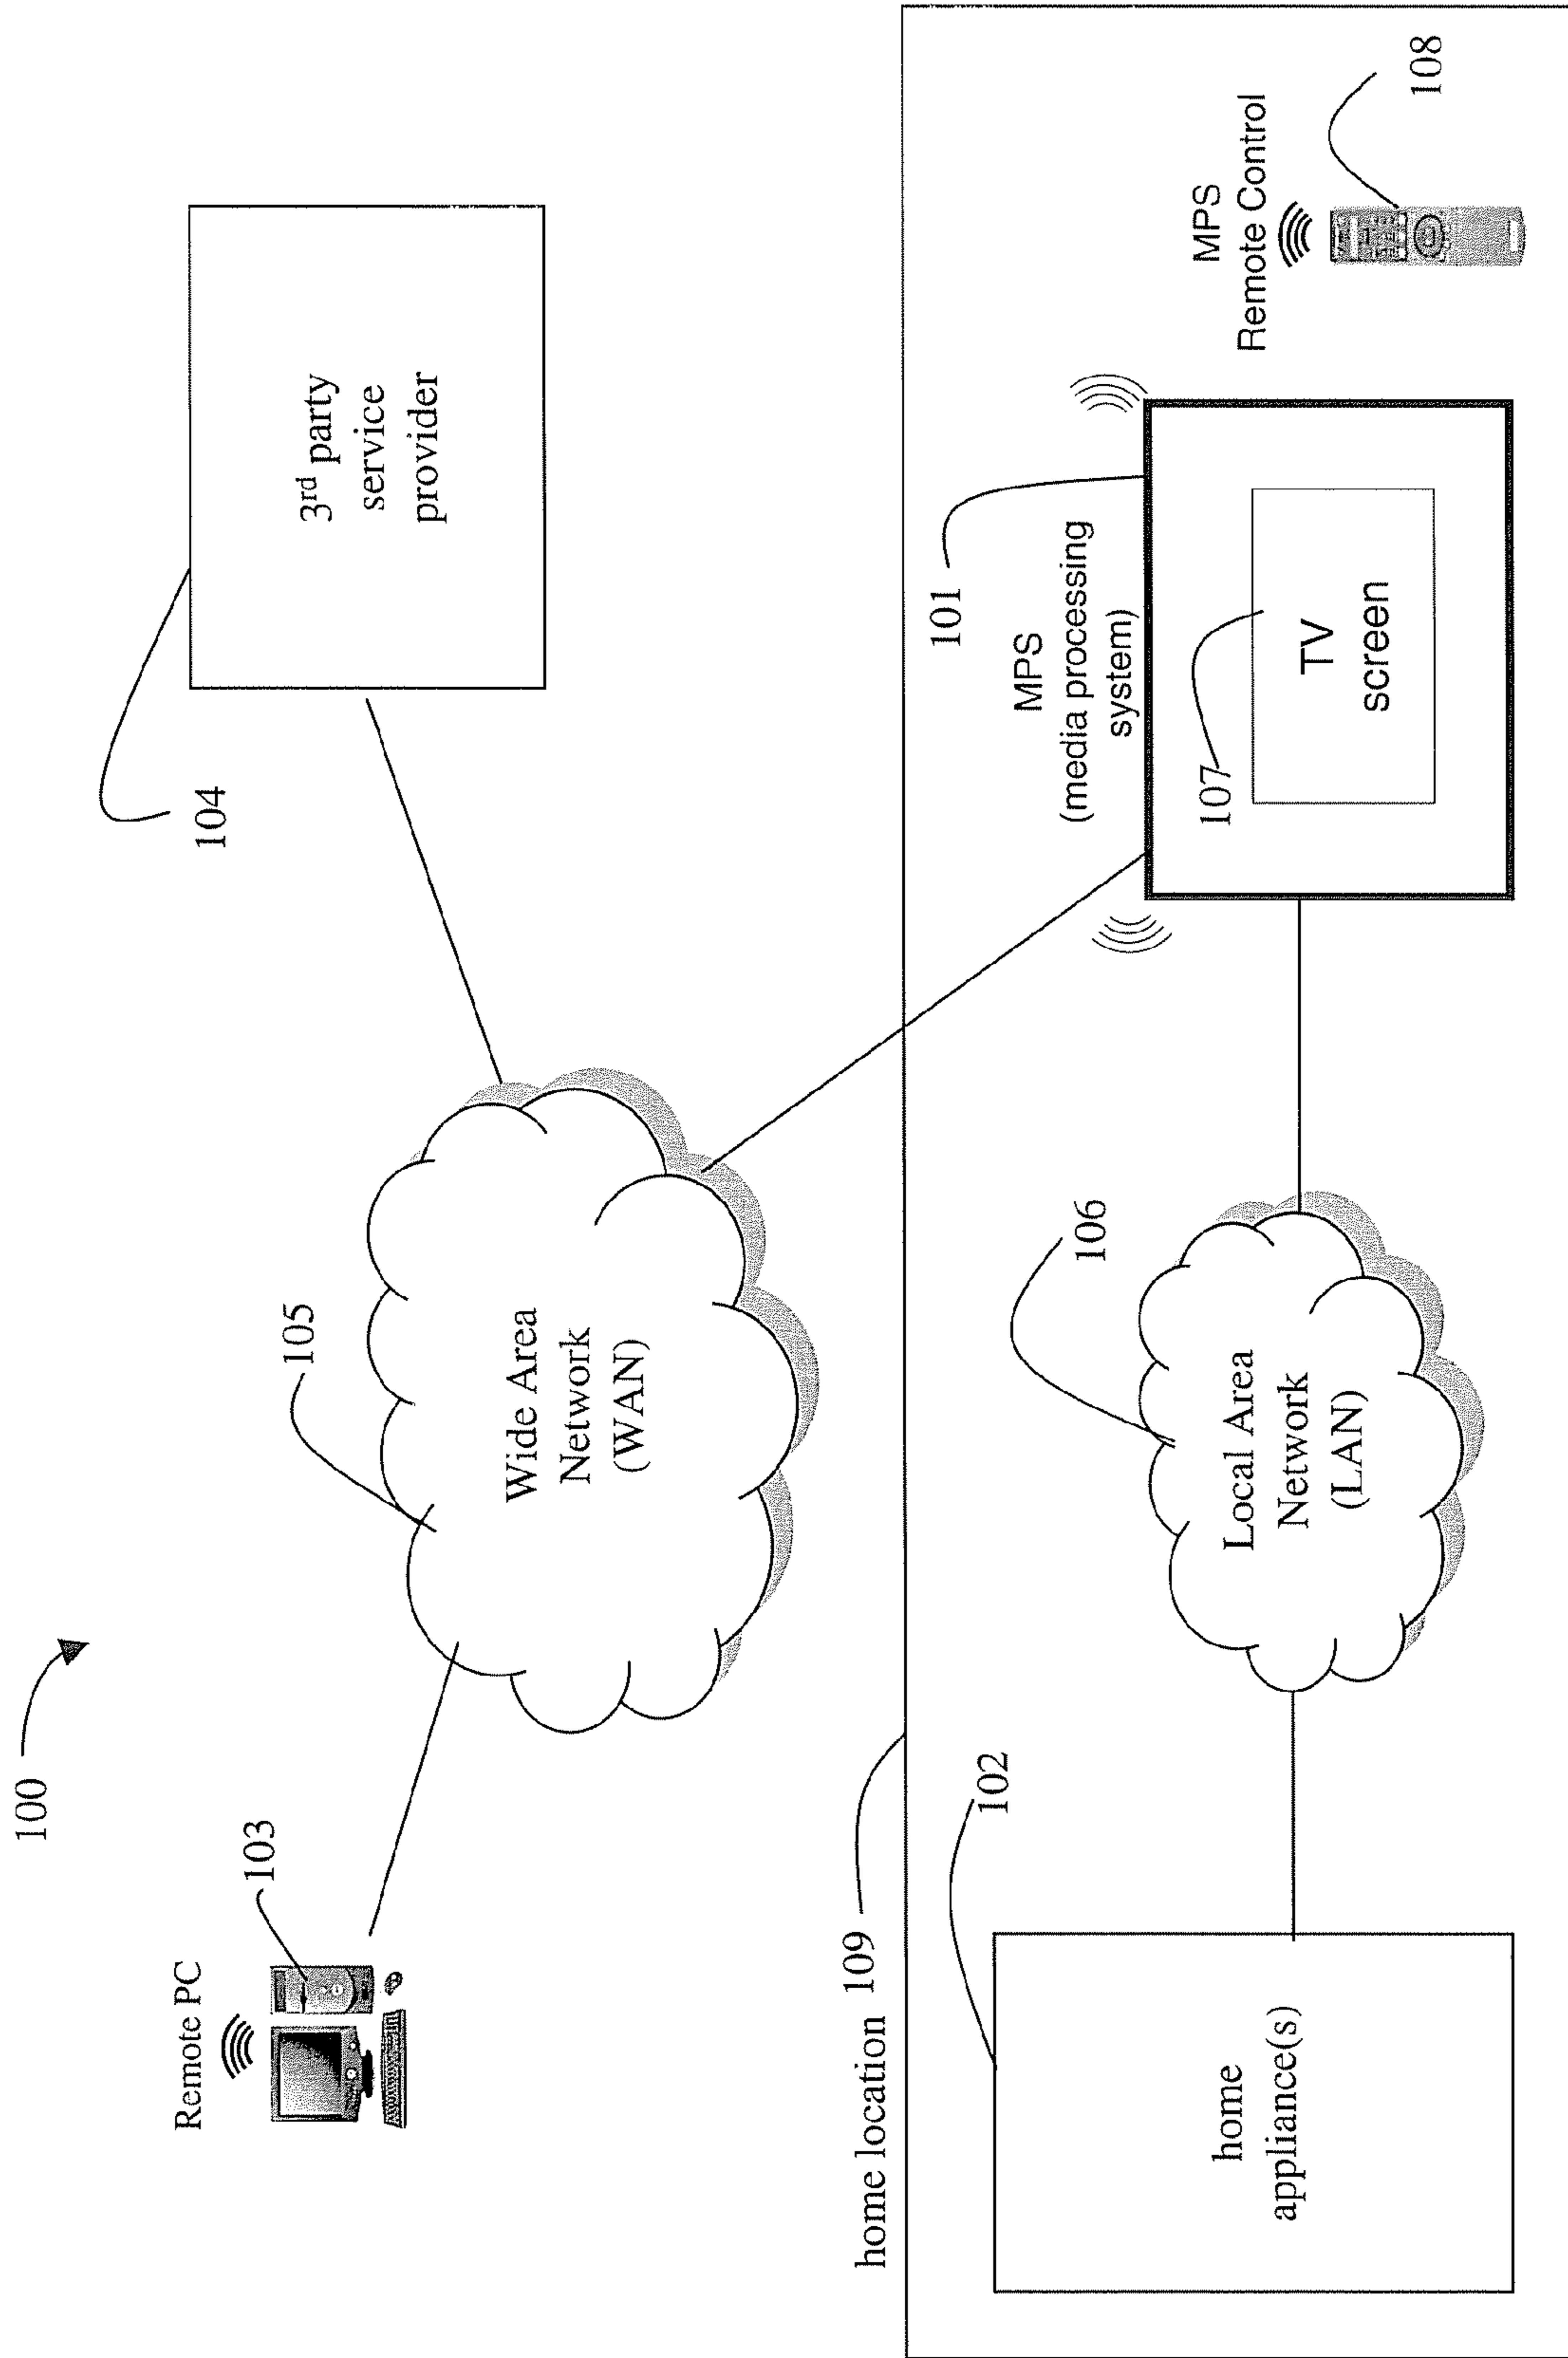 100
Remote PC
103
105
Wide Area
Network
(WAN)
104
3rd party
service
provider
home location 109
102
home
appliance(s)
106
Local Area
Network
(LAN)
101
MPS
(media processing
system)
107
TV
screen
MPS
Remote Control
108